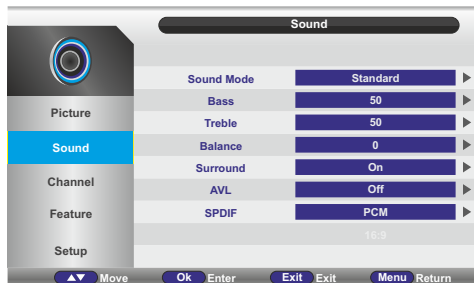 Sound
Picture
Sound
Channel
Feature
Setup
Sound Mode Standard
Bass 50
Treble 50
Balance 0
Surround On
AVL Off
SPDIF PCM
16:9
▲▼ Move Ok Enter Exit Exit Menu Return